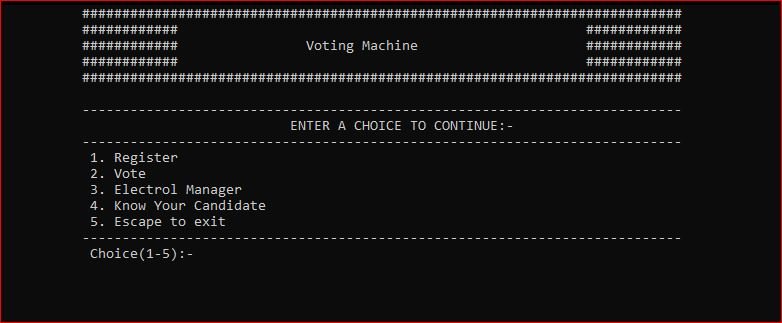 ###########################################################################
############                                                   ############
############                Voting Machine                     ############
############                                                   ############
###########################################################################
---------------------------------------------------------------------------
ENTER A CHOICE TO CONTINUE:-
---------------------------------------------------------------------------
1. Register
2. Vote
3. Electrol Manager
4. Know Your Candidate
5. Escape to exit
---------------------------------------------------------------------------
Choice(1-5):-